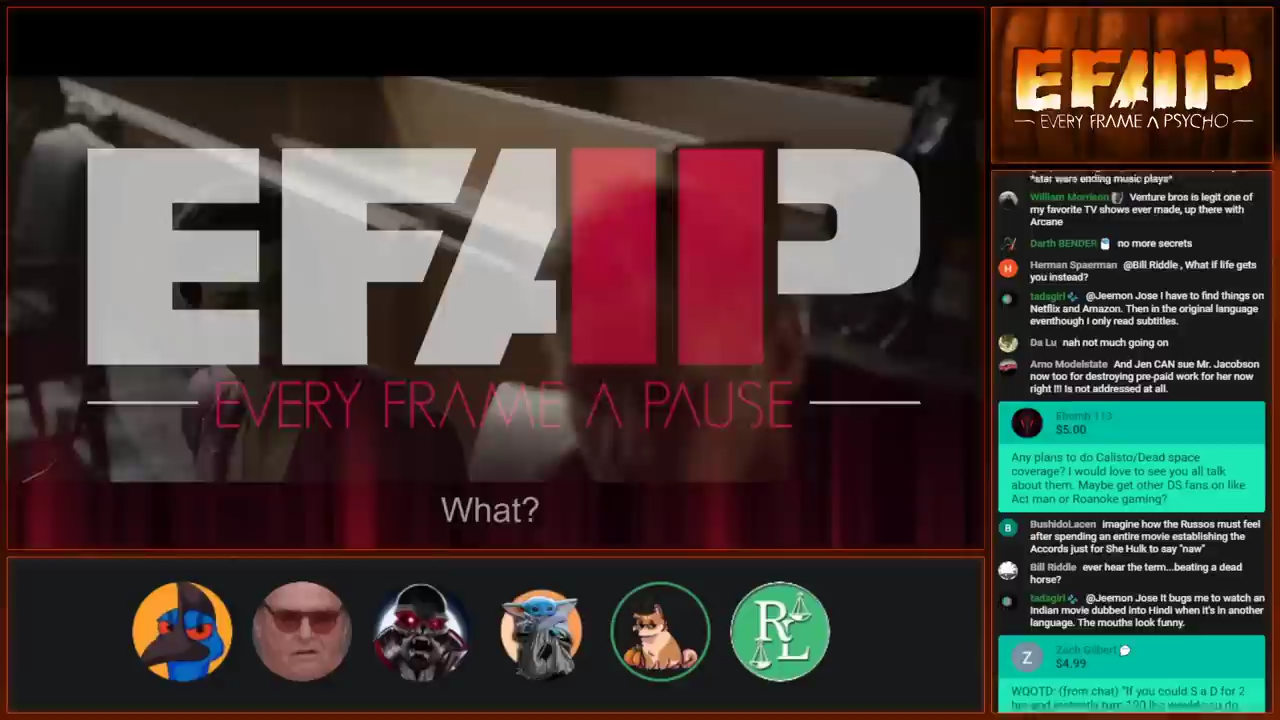 EFAP
EVERY FRAME A PAUSE
What?
EFAP
EVERY FRAME A PSYCHO
*star wars ending music plays*
William Morrison Venture bros is legit one of
my favorite TV shows ever made, up there with
Arcane
Darth BENDER no more secrets
Herman Spaerman @Bill Riddle , What if life gets
you instead?
tadsgirl @Jeemon Jose I have to find things on
Netflix and Amazon. Then in the original language
eventhough I only read subtitles.
Da Lu nah not much going on
Arno Modelstate And Jen CAN sue Mr. Jacobson
now too for destroying pre-paid work for her now
right !!! Is not addressed at all.
113
$5.00
Any plans to do Calisto/Dead space
coverage? I would love to see you all talk
about them. Maybe get other DS fans on like
Act man or Roanoke gaming?
B
BushidoLacen imagine how the Russos must feel
after spending an entire movie establishing the
Accords just for She Hulk to say "naw"
Bill Riddle ever hear the term...beating a dead
horse?
tadsgirl @Jeemon Jose It bugs me to watch an
Indian movie dubbed into Hindi when it's in another
language. The mouths look funny.
Z
Zach Gilbert
$4.99
WQOTD: (from chat) "If you could S a D for 2
RL
H